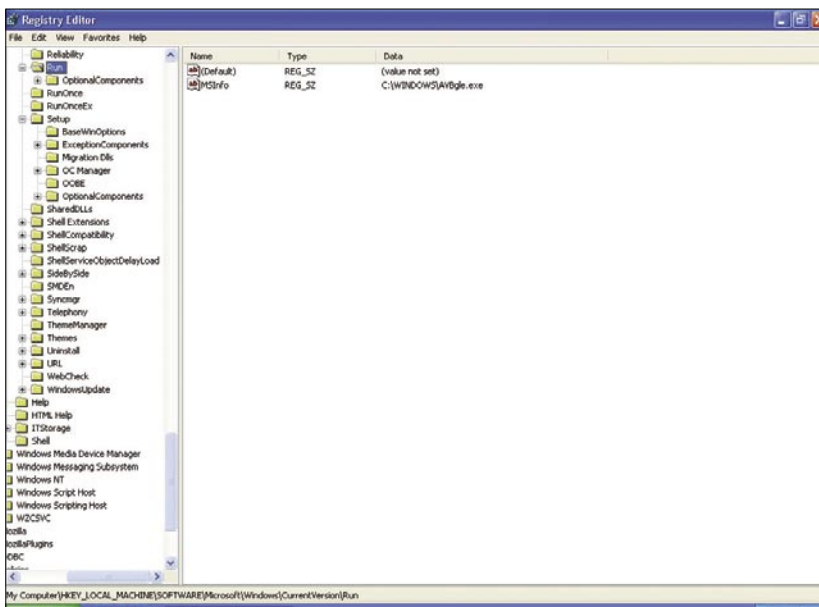 Registry Editor
File Edit View Favorites Help
Reliability
Run
OptionalComponents
RunOnce
RunOnceEx
Setup
BaseWinOptions
ExceptionComponents
Migration Dlls
OC Manager
OOBE
OptionalComponents
SharedDLLs
Shell Extensions
ShellCompatibility
ShellScrap
ShellServiceObjectDelayLoad
SideBySide
SMDEn
Syncmgr
Telephony
ThemeManager
Themes
Uninstall
URL
WebCheck
WindowsUpdate
Help
HTML Help
ITStorage
Shell
Windows Media Device Manager
Windows Messaging Subsystem
Windows NT
Windows Script Host
Windows Scripting Host
WZCSVC
ozilla
ozillaPlugins
DBC
Name Type Data
(Default) REG_SZ (value not set)
MSInfo REG_SZ C:\WINDOWS\AVBgle.exe
My Computer\HKEY_LOCAL_MACHINE\SOFTWARE\Microsoft\Windows\CurrentVersion\Run